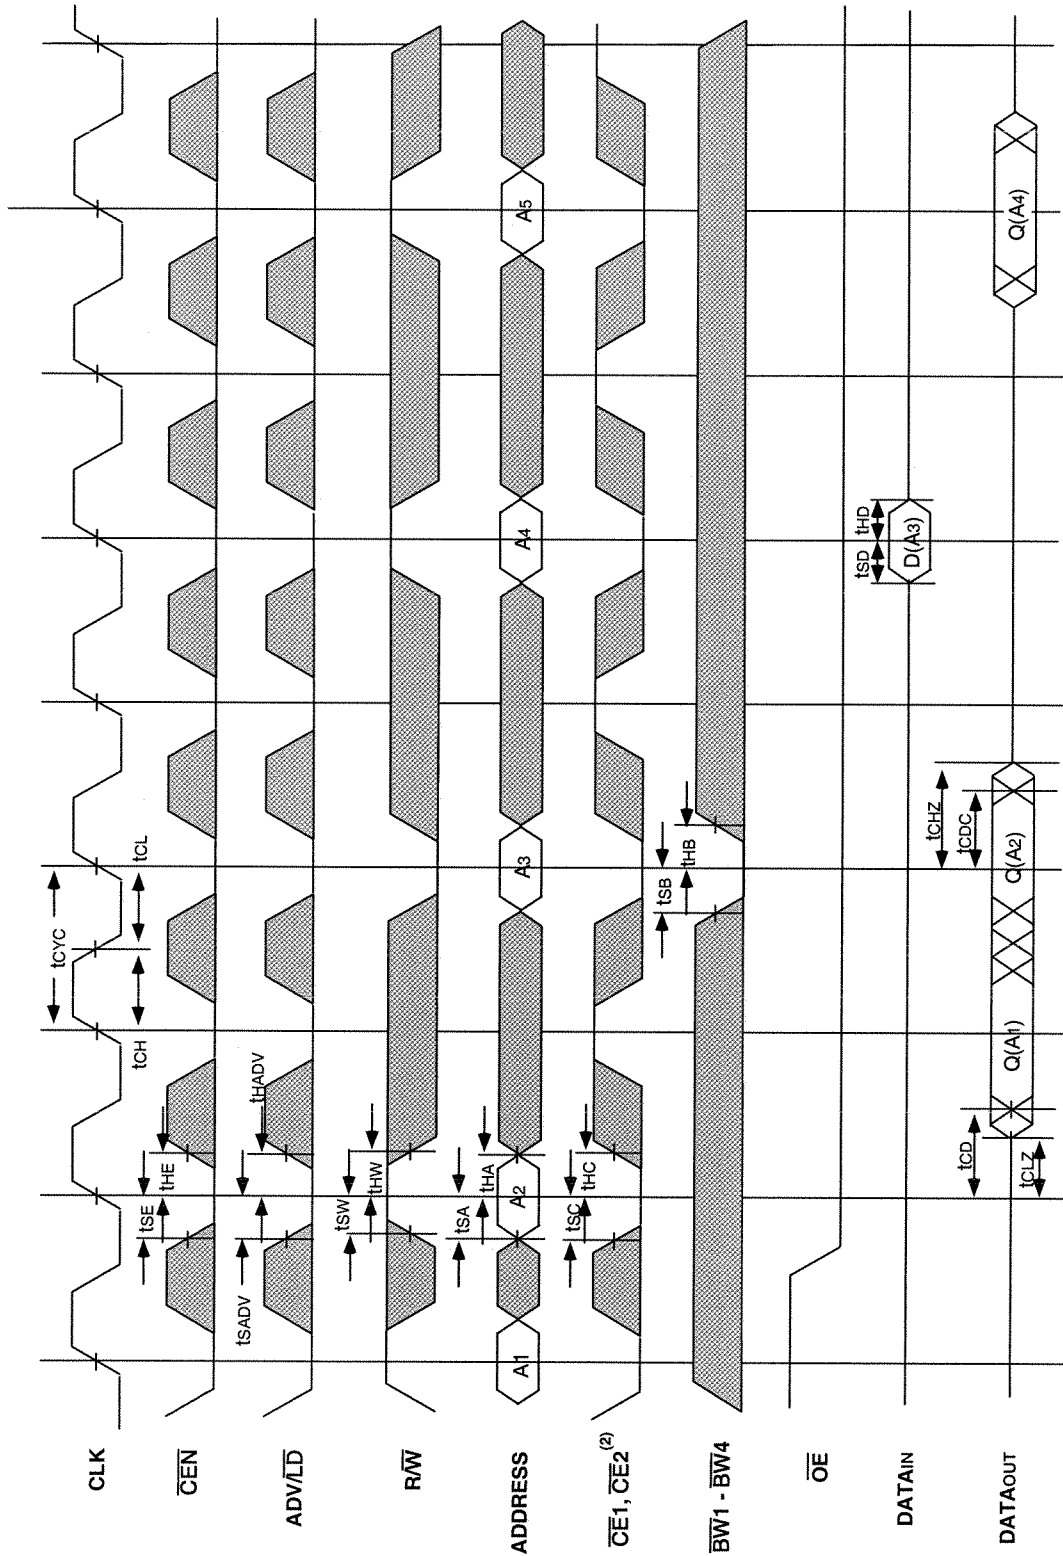 CLK
tCYC
tCH
tCL
CEN
tSE
tHE
ADV/LD
tSADV
tHADV
R/W
tSW
tHW
ADDRESS
A1
A2
A3
A4
A5
tSA
tHA
CE1, CE2(2)
tSC
tHC
BW1 - BW4
tSB
tHB
OE
DATAIN
D(A3)
tSD
tHD
DATAOUT
tCD
tCLZ
Q(A1)
Q(A2)
tCHZ
tCDC
Q(A4)